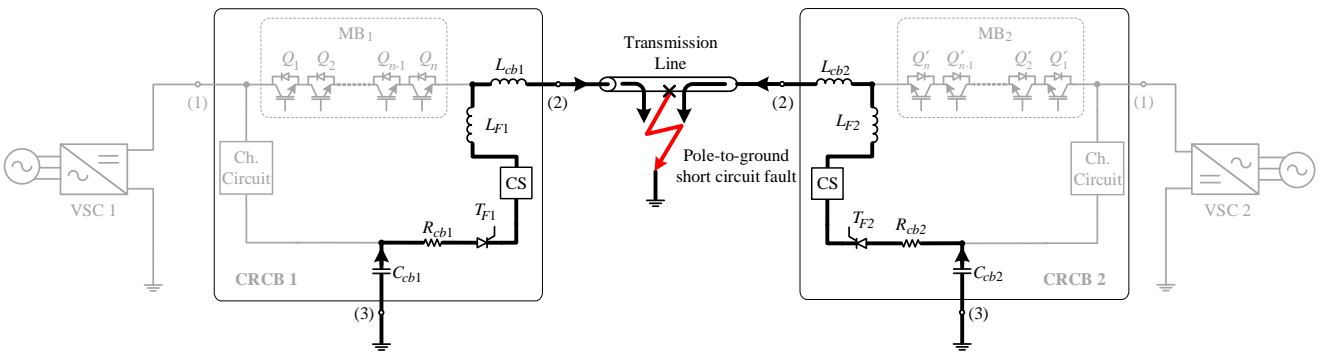 MB1
Q1 Q2 Qn-1 Qn
Lcb1
(1)
(2)
LF1
Ch.
Circuit
CS
TF1
Rcb1
Ccb1
CRCB 1
(3)
VSC 1
Transmission
Line
Pole-to-ground
short circuit fault
MB2
Q′n Q′n-1 Q′2 Q′1
Lcb2
(2)
(1)
LF2
CS
Ch.
Circuit
TF2
Rcb2
Ccb2
CRCB 2
(3)
VSC 2